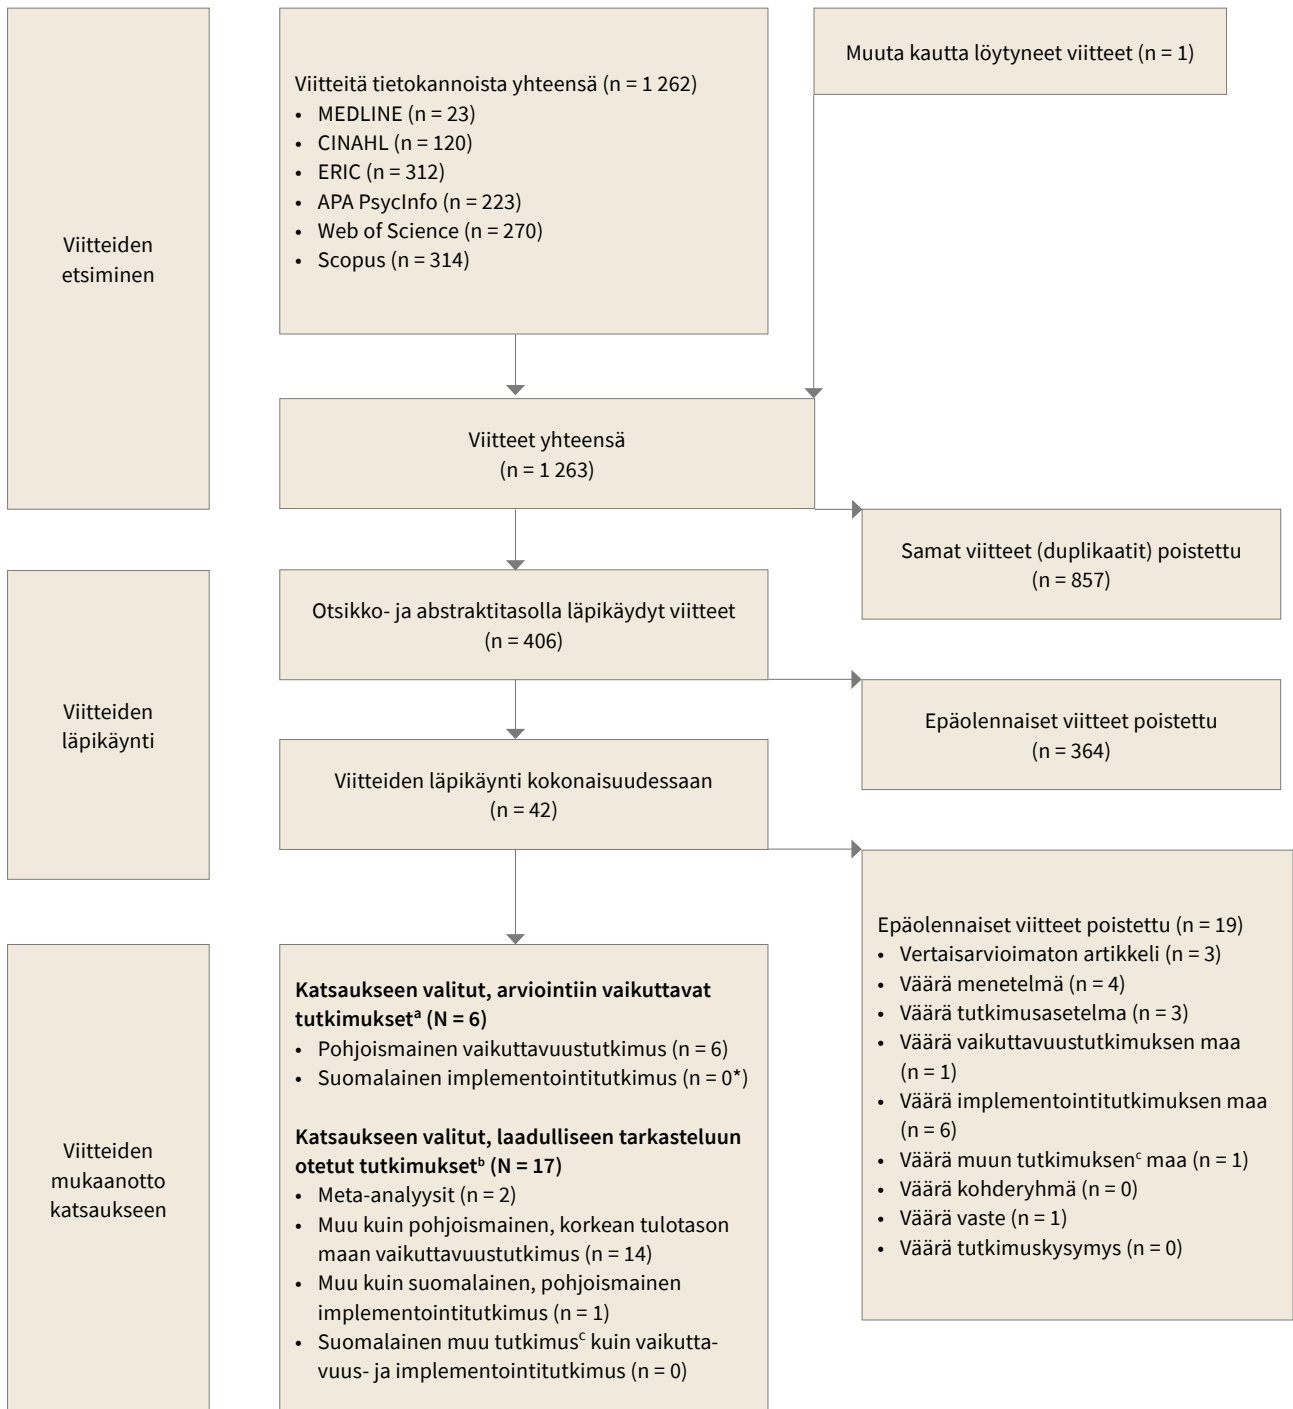 Viitteiden
etsiminen
Viitteitä tietokannoista yhteensä (n = 1 262)
• MEDLINE (n = 23)
• CINAHL (n = 120)
• ERIC (n = 312)
• APA PsycInfo (n = 223)
• Web of Science (n = 270)
• Scopus (n = 314)
Muuta kautta löytyneet viitteet (n = 1)
Viitteet yhteensä
(n = 1 263)
Samat viitteet (duplikaatit) poistettu
(n = 857)
Viitteiden
läpikäynti
Otsikko- ja abstraktitasolla läpikäydyt viitteet
(n = 406)
Epäolennaiset viitteet poistettu
(n = 364)
Viitteiden läpikäynti kokonaisuudessaan
(n = 42)
Epäolennaiset viitteet poistettu (n = 19)
• Vertaisarvioimaton artikkeli (n = 3)
• Väärä menetelmä (n = 4)
• Väärä tutkimusasetelma (n = 3)
• Väärä vaikuttavuustutkimuksen maa
(n = 1)
• Väärä implementointitutkimuksen maa
(n = 6)
• Väärä muun tutkimuksenᶜ maa (n = 1)
• Väärä kohderyhmä (n = 0)
• Väärä vaste (n = 1)
• Väärä tutkimuskysymys (n = 0)
Viitteiden
mukaanotto
katsaukseen
Katsaukseen valitut, arviointiin vaikuttavat
tutkimuksetᵃ (N = 6)
• Pohjoismainen vaikuttavuustutkimus (n = 6)
• Suomalainen implementointitutkimus (n = 0*)
Katsaukseen valitut, laadulliseen tarkasteluun
otetut tutkimuksetᵇ (N = 17)
• Meta-analyysit (n = 2)
• Muu kuin pohjoismainen, korkean tulotason
maan vaikuttavuustutkimus (n = 14)
• Muu kuin suomalainen, pohjoismainen
implementointitutkimus (n = 1)
• Suomalainen muu tutkimusᶜ kuin vaikutta-
vuus- ja implementointitutkimus (n = 0)